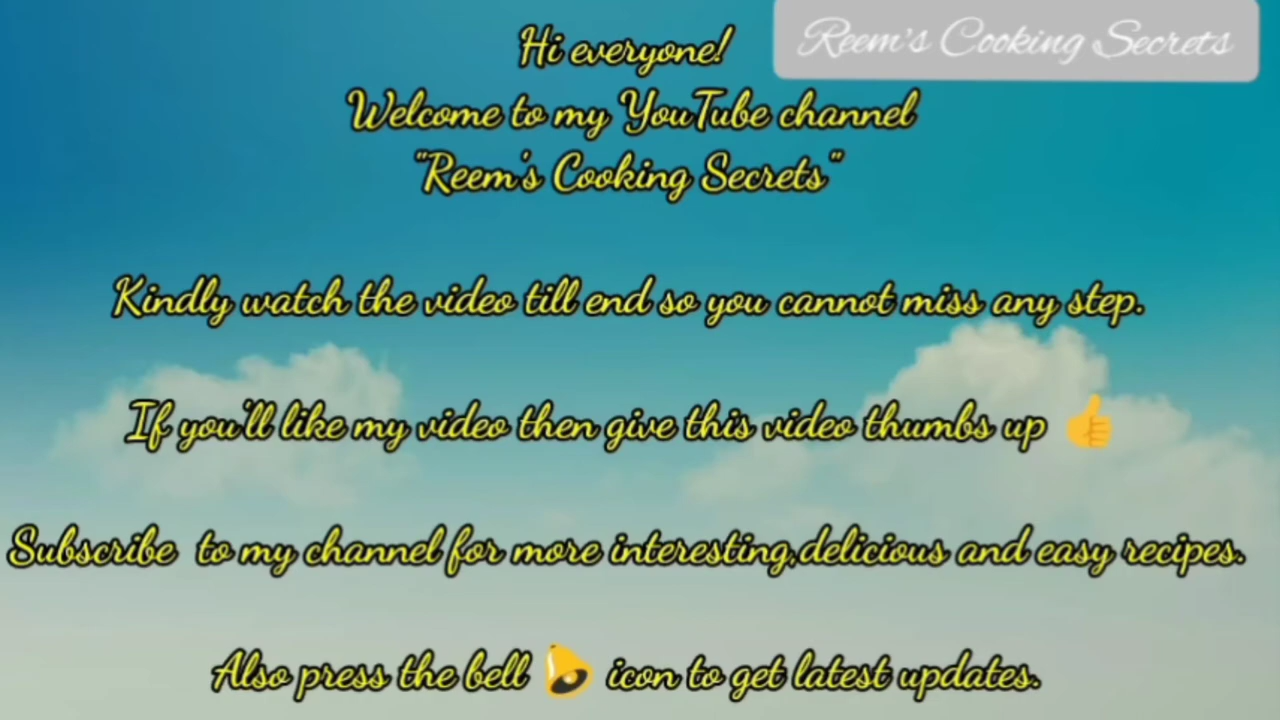 Reem's Cooking Secrets
Hi everyone!
Welcome to my YouTube channel
"Reem's Cooking Secrets"
Kindly watch the video till end so you cannot miss any step.
If you'll like my video then give this video thumbs up 👍
Subscribe to my channel for more interesting,delicious and easy recipes.
Also press the bell 🔔 icon to get latest updates.